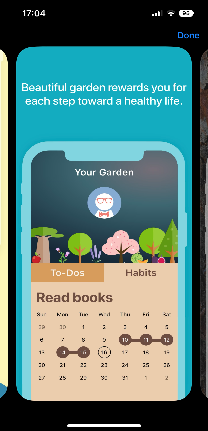 17:04
93
Done
Beautiful garden rewards you for
each step toward a healthy life.
Your Garden
To-Dos Habits
Read books
Sun Mon Tue Wed Thu Fri Sat
29 30 1 2 3 4 5
6 7 8 9 10 11 12
13 14 15 16 17 18 19
20 21 22 23 24 25 26
27 28 29 30 31 1 2